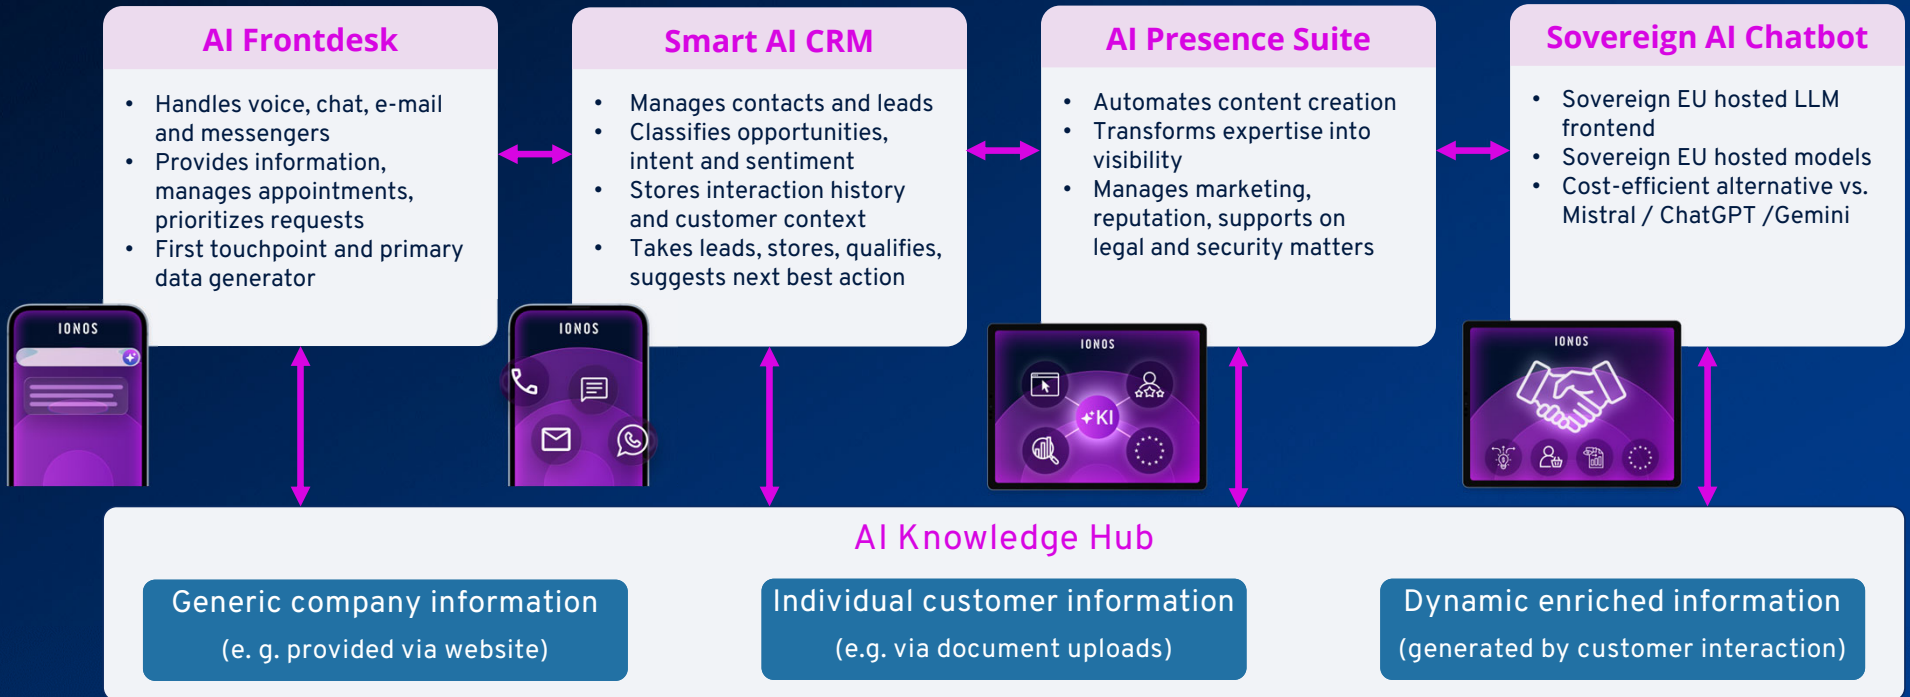 AI Frontdesk
• Handles voice, chat, e-mail
and messengers
• Provides information,
manages appointments,
prioritizes requests
• First touchpoint and primary
data generator
Smart AI CRM
• Manages contacts and leads
• Classifies opportunities,
intent and sentiment
• Stores interaction history
and customer context
• Takes leads, stores, qualifies,
suggests next best action
AI Presence Suite
• Automates content creation
• Transforms expertise into
visibility
• Manages marketing,
reputation, supports on
legal and security matters
Sovereign AI Chatbot
• Sovereign EU hosted LLM
frontend
• Sovereign EU hosted models
• Cost-efficient alternative vs.
Mistral / ChatGPT /Gemini
IONOS
IONOS
IONOS
KI
IONOS
AI Knowledge Hub
Generic company information
(e. g. provided via website)
Individual customer information
(e.g. via document uploads)
Dynamic enriched information
(generated by customer interaction)